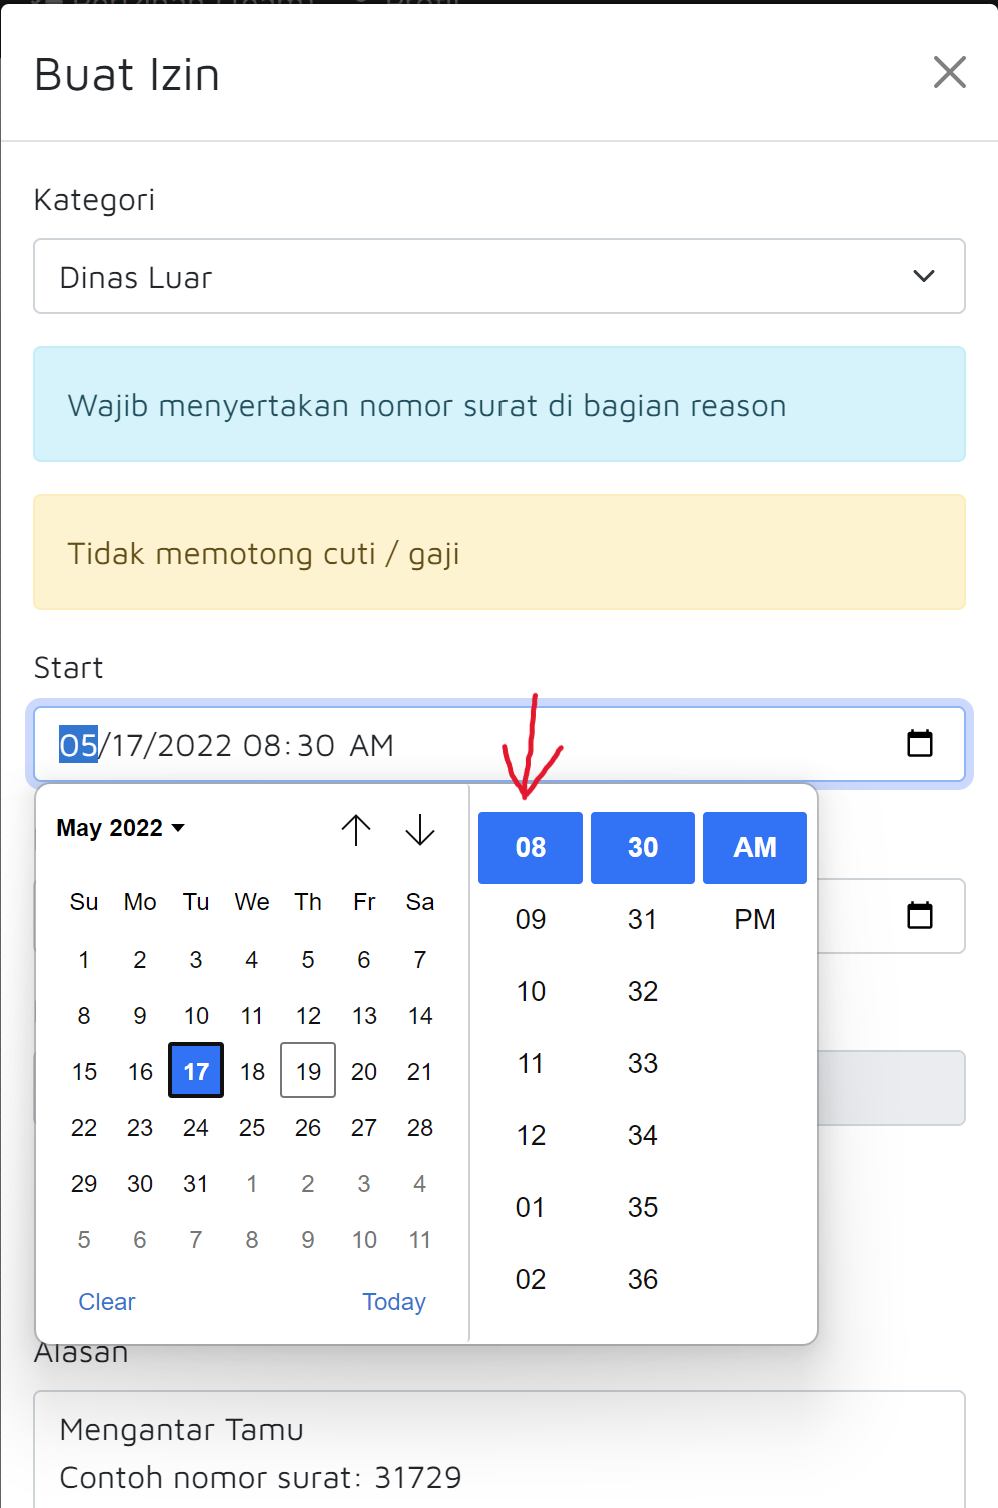 Buat Izin
Kategori
Dinas Luar
Wajib menyertakan nomor surat di bagian reason
Tidak memotong cuti / gaji
Start
05/17/2022 08:30 AM
May 2022
Su Mo Tu We Th Fr Sa
1 2 3 4 5 6 7
8 9 10 11 12 13 14
15 16 17 18 19 20 21
22 23 24 25 26 27 28
29 30 31 1 2 3 4
5 6 7 8 9 10 11
Clear Today
08 30 AM
09 31 PM
10 32
11 33
12 34
01 35
02 36
Alasan
Mengantar Tamu
Contoh nomor surat: 31729